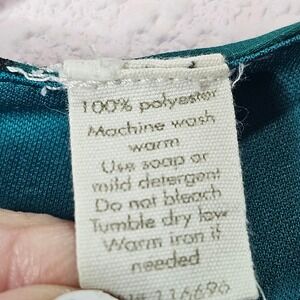 100% polyester
Machine wash
warm
Use soap or
mild detergent
Do not bleach
Tumble dry low
Warm iron if
needed
116696